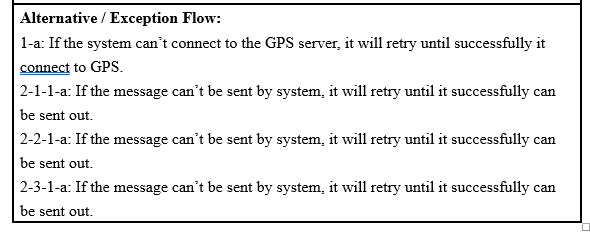 Alternative / Exception Flow:
1-a: If the system can’t connect to the GPS server, it will retry until successfully it
connect to GPS.
2-1-1-a: If the message can’t be sent by system, it will retry until it successfully can
be sent out.
2-2-1-a: If the message can’t be sent by system, it will retry until it successfully can
be sent out.
2-3-1-a: If the message can’t be sent by system, it will retry until it successfully can
be sent out.